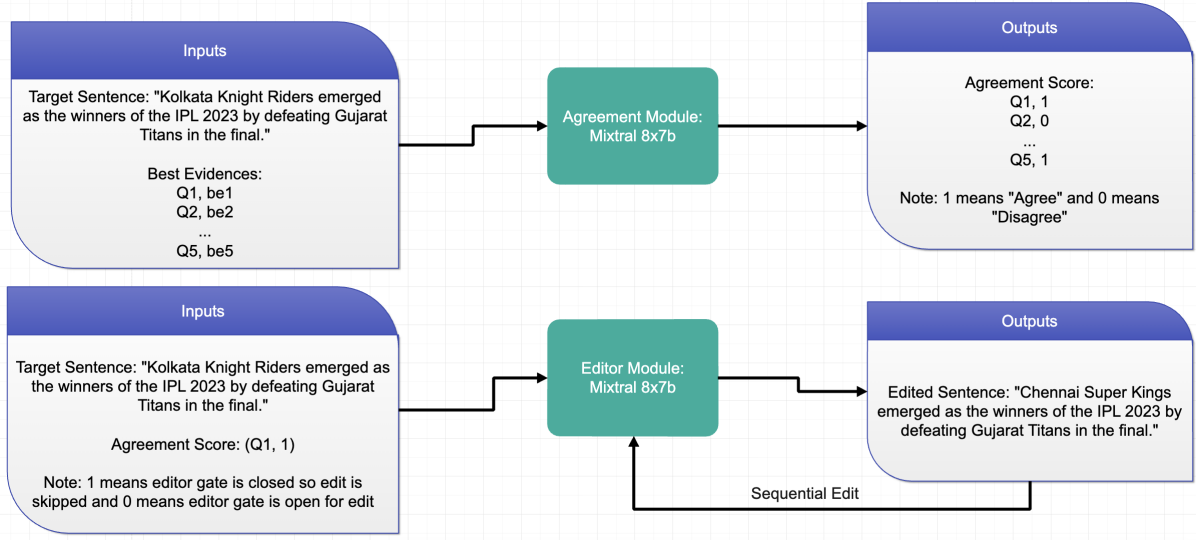 Inputs
Target Sentence: "Kolkata Knight Riders emerged
as the winners of the IPL 2023 by defeating Gujarat
Titans in the final."
Best Evidences:
Q1, be1
Q2, be2
...
Q5, be5
Agreement Module:
Mixtral 8x7b
Outputs
Agreement Score:
Q1, 1
Q2, 0
...
Q5, 1
Note: 1 means "Agree" and 0 means
"Disagree"
Inputs
Target Sentence: "Kolkata Knight Riders emerged as
the winners of the IPL 2023 by defeating Gujarat
Titans in the final."
Agreement Score: (Q1, 1)
Note: 1 means editor gate is closed so edit is
skipped and 0 means editor gate is open for edit
Editor Module:
Mixtral 8x7b
Outputs
Edited Sentence: "Chennai Super Kings
emerged as the winners of the IPL 2023 by
defeating Gujarat Titans in the final."
Sequential Edit